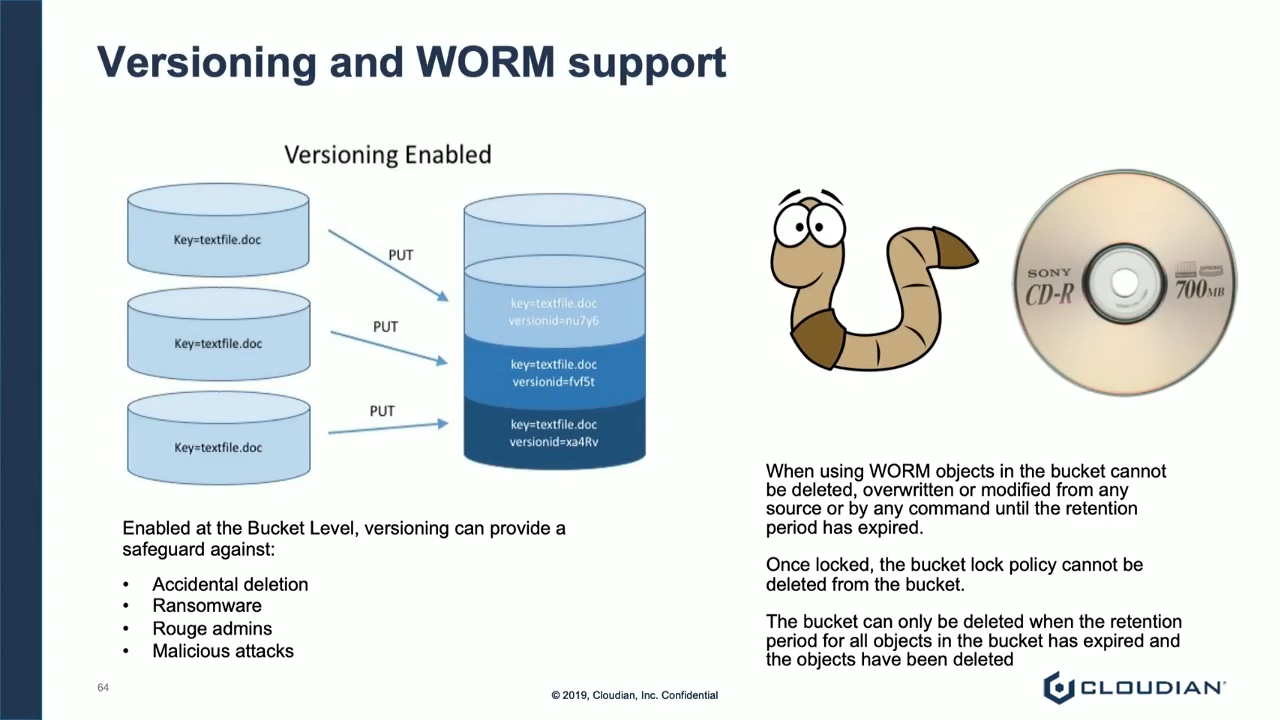 Versioning and WORM support
Versioning Enabled
Key=textfile.doc
PUT
Key=textfile.doc
PUT
Key=textfile.doc
PUT
key=textfile.doc
versionid=nu7y6
key=textfile.doc
versionid=fvf5t
key=textfile.doc
versionid=xa4Rv
Enabled at the Bucket Level, versioning can provide a
safeguard against:
• Accidental deletion
• Ransomware
• Rouge admins
• Malicious attacks
SONY
CD-R
700MB
When using WORM objects in the bucket cannot
be deleted, overwritten or modified from any
source or by any command until the retention
period has expired.
Once locked, the bucket lock policy cannot be
deleted from the bucket.
The bucket can only be deleted when the retention
period for all objects in the bucket has expired and
the objects have been deleted
64
© 2019, Cloudian, Inc. Confidential
CLOUDIAN